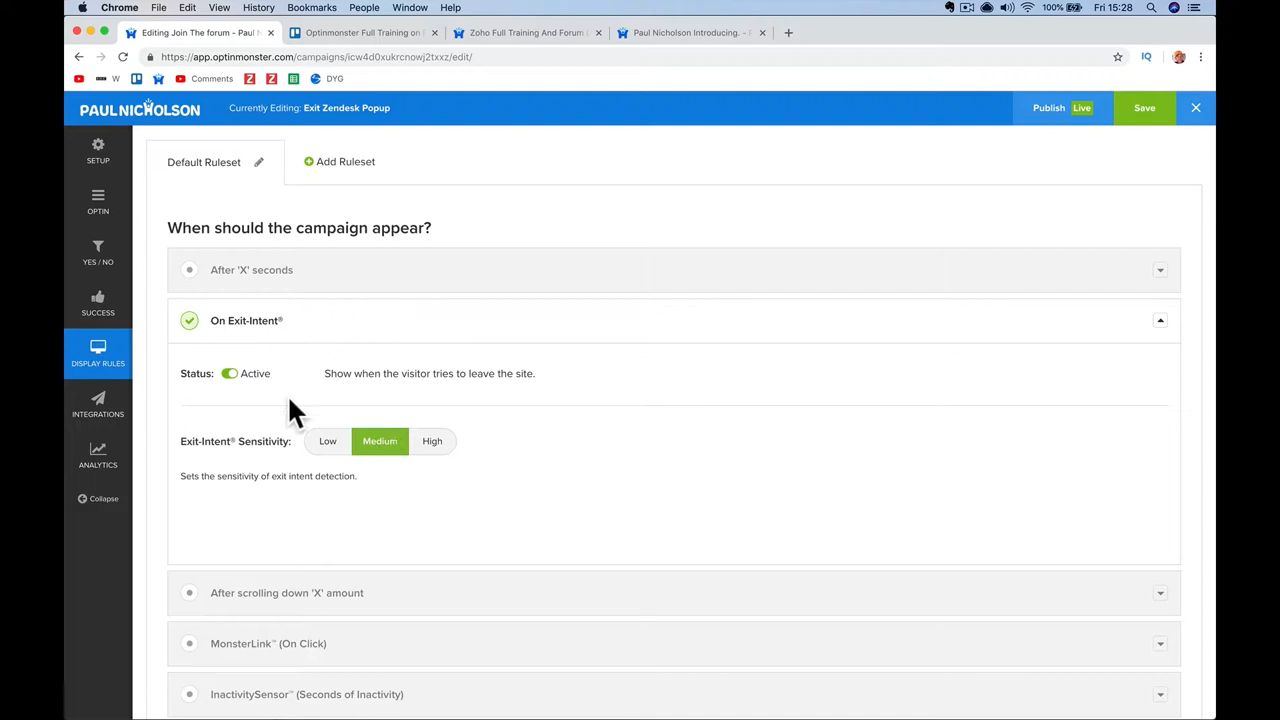 Chrome File Edit View History Bookmarks People Window Help 100% Fri 15:28
Editing Join The forum - Paul N Optinmonster Full Training on Zoho Full Training And Forum Paul Nicholson Introducing. -
https://app.optinmonster.com/campaigns/icw4d0xukrcnowj2txxz/edit/ IQ
W Comments DYG
PAUL NICHOLSON Currently Editing: Exit Zendesk Popup Publish Live Save
SETUP
OPTIN
YES / NO
SUCCESS
DISPLAY RULES
INTEGRATIONS
ANALYTICS
Collapse
Default Ruleset Add Ruleset
When should the campaign appear?
After 'X' seconds
On Exit-Intent®
Status: Active Show when the visitor tries to leave the site.
Exit-Intent® Sensitivity: Low Medium High
Sets the sensitivity of exit intent detection.
After scrolling down 'X' amount
MonsterLink™ (On Click)
InactivitySensor™ (Seconds of Inactivity)